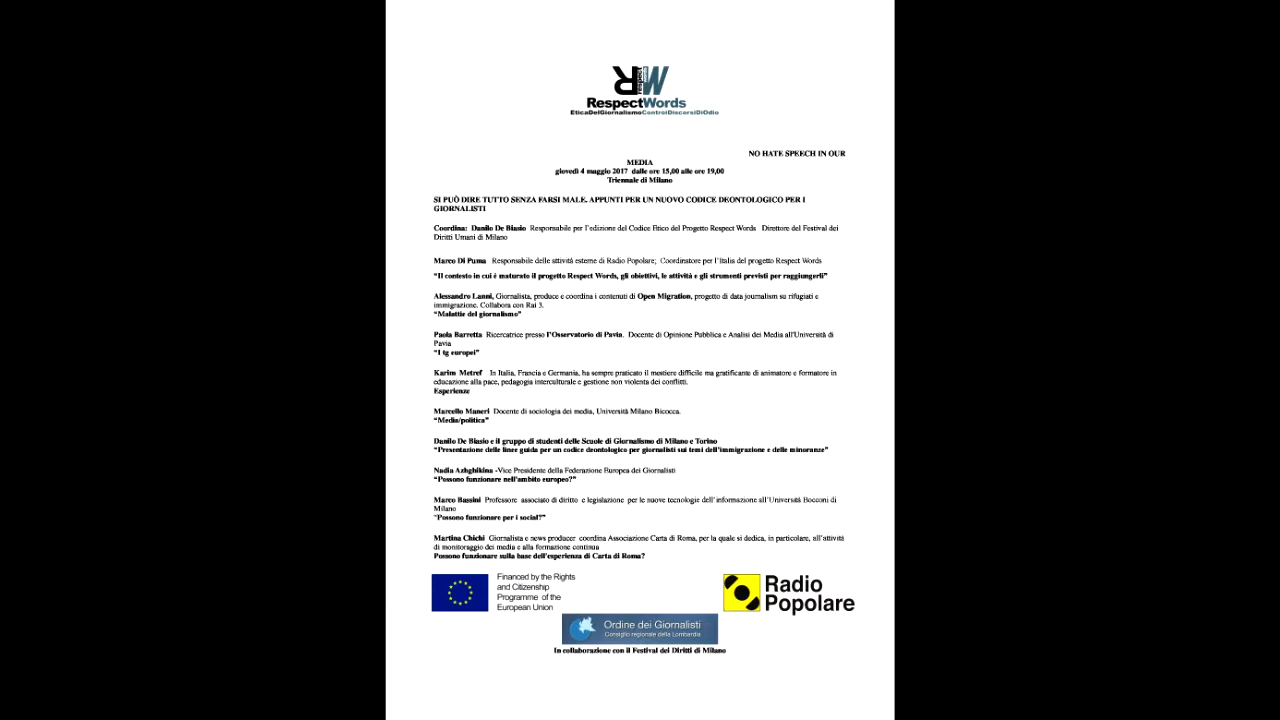 RW
respect
words
RespectWords
EticaDelGiornalismoControiDiscorsiDiOdio
NO HATE SPEECH IN OUR
MEDIA
giovedì 4 maggio 2017 dalle ore 15,00 alle ore 19,00
Triennale di Milano
SI PUÒ DIRE TUTTO SENZA FARSI MALE. APPUNTI PER UN NUOVO CODICE DEONTOLOGICO PER I
GIORNALISTI
Coordina: Danilo De Biasio Responsabile per l'edizione del Codice Etico del Progetto Respect Words Direttore del Festival dei
Diritti Umani di Milano
Marco Di Puma Responsabile delle attività esterne di Radio Popolare; Coordinatore per l'Italia del progetto Respect Words
"Il contesto in cui è maturato il progetto Respect Words, gli obiettivi, le attività e gli strumenti previsti per raggiungerli"
Alessandro Lanni, Giornalista, produce e coordina i contenuti di Open Migration, progetto di data journalism su rifugiati e
immigrazione. Collabora con Rai 3.
"Malattie del giornalismo"
Paola Barretta Ricercatrice presso l'Osservatorio di Pavia. Docente di Opinione Pubblica e Analisi dei Media all'Università di
Pavia
"I tg europei"
Karim Metref In Italia, Francia e Germania, ha sempre praticato il mestiere difficile ma gratificante di animatore e formatore in
educazione alla pace, pedagogia interculturale e gestione non violenta dei conflitti.
Esperienze
Marcello Maneri Docente di sociologia dei media, Università Milano Bicocca.
"Media/politica"
Danilo De Biasio e il gruppo di studenti delle Scuole di Giornalismo di Milano e Torino
"Presentazione delle linee guida per un codice deontologico per giornalisti sui temi dell'immigrazione e delle minoranze"
Nadia Azhghikina -Vice Presidente della Federazione Europea dei Giornalisti
"Possono funzionare nell'ambito europeo?"
Marco Bassini Professore associato di diritto e legislazione per le nuove tecnologie dell'informazione all'Università Bocconi di
Milano
"Possono funzionare per i social?"
Martina Chichi Giornalista e news producer coordina Associazione Carta di Roma, per la quale si dedica, in particolare, all'attività
di monitoraggio dei media e alla formazione continua
Possono funzionare sulla base dell'esperienza di Carta di Roma?
Financed by the Rights
and Citizenship
Programme of the
European Union
Radio
Popolare
Ordine dei Giornalisti
Consiglio regionale della Lombardia
In collaborazione con il Festival dei Diritti di Milano